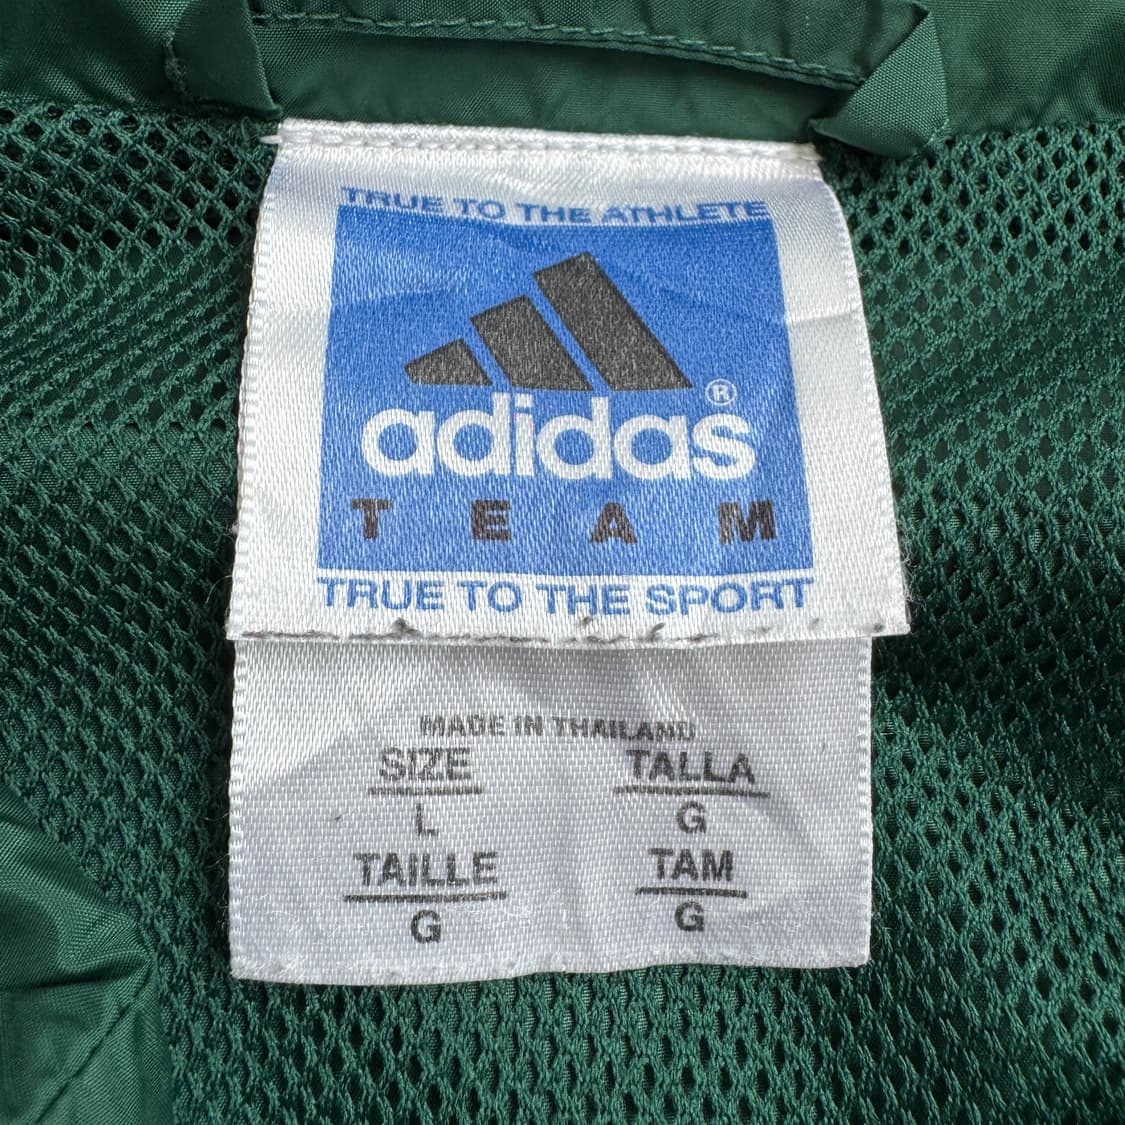 TRUE TO THE ATHLETE
adidas®
TEAM
TRUE TO THE SPORT
MADE IN THAILAND
SIZE TALLA
L G
TAILLE TAM
G G